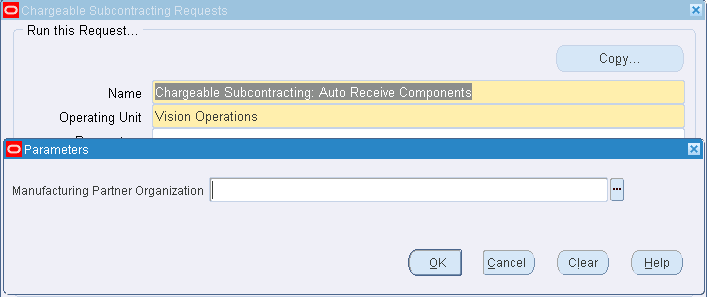 Chargeable Subcontracting Requests
Run this Request...
Copy...
Name Chargeable Subcontracting: Auto Receive Components
Operating Unit Vision Operations
Parameters
Manufacturing Partner Organization
OK Cancel Clear Help